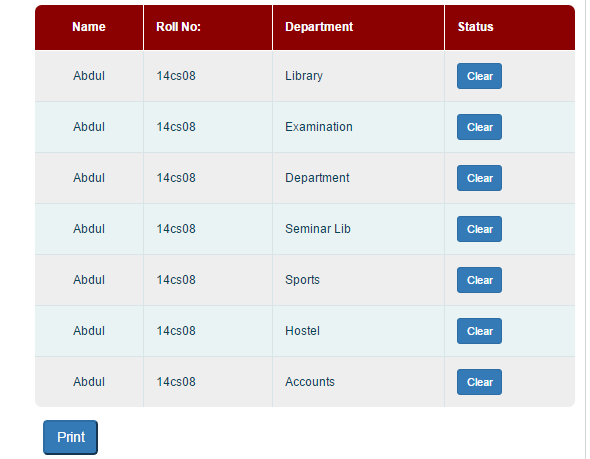 Name Roll No: Department Status
Abdul 14cs08 Library Clear
Abdul 14cs08 Examination Clear
Abdul 14cs08 Department Clear
Abdul 14cs08 Seminar Lib Clear
Abdul 14cs08 Sports Clear
Abdul 14cs08 Hostel Clear
Abdul 14cs08 Accounts Clear
Print